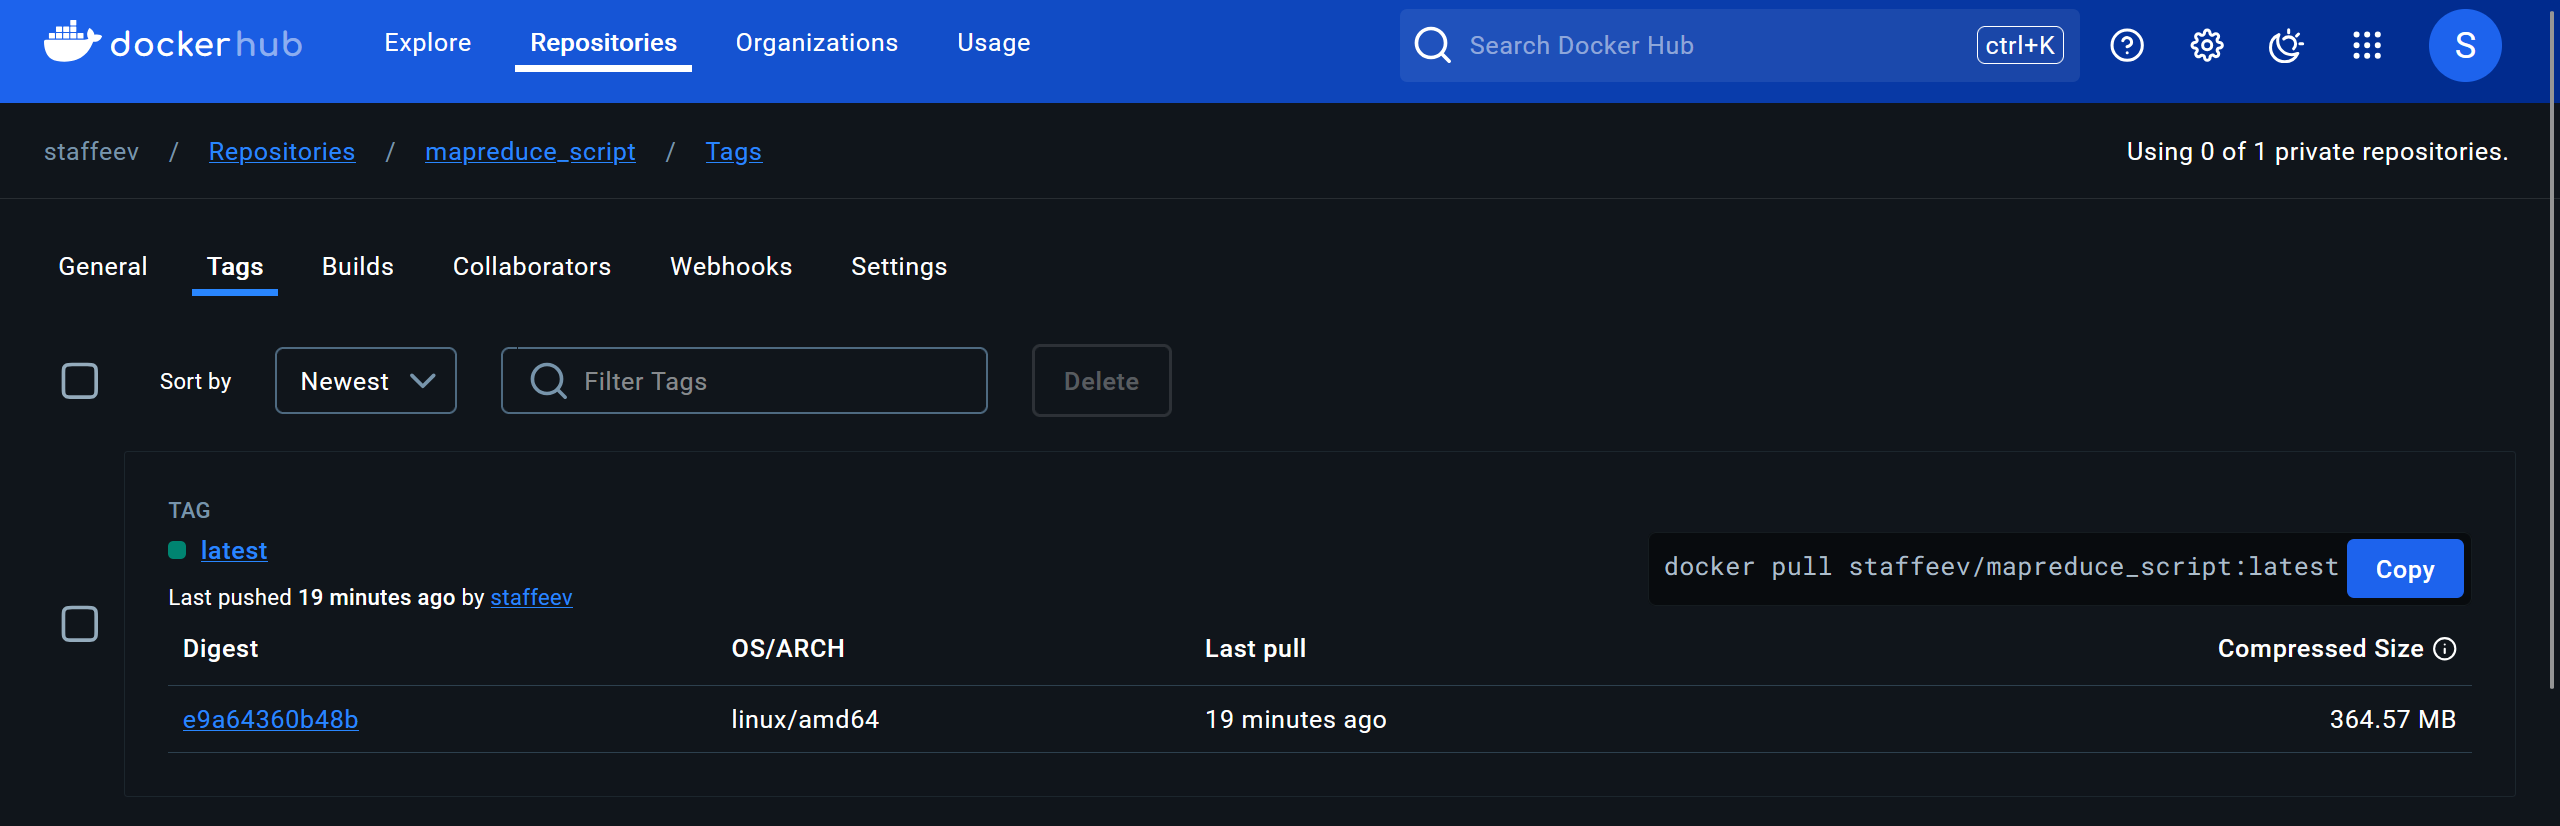 dockerhub Explore Repositories Organizations Usage Search Docker Hub ctrl+K S
staffeev / Repositories / mapreduce_script / Tags Using 0 of 1 private repositories.
General Tags Builds Collaborators Webhooks Settings
Sort by Newest Filter Tags Delete
TAG
latest
docker pull staffeev/mapreduce_script:latest Copy
Last pushed 19 minutes ago by staffeev
Digest OS/ARCH Last pull Compressed Size
e9a64360b48b linux/amd64 19 minutes ago 364.57 MB